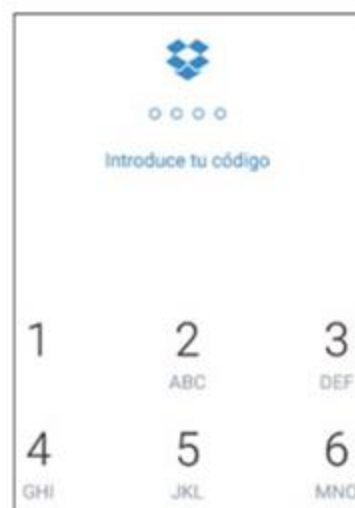 Introduce tu código
1 2 3
ABC DEF
4 5 6
GHI JKL MNO